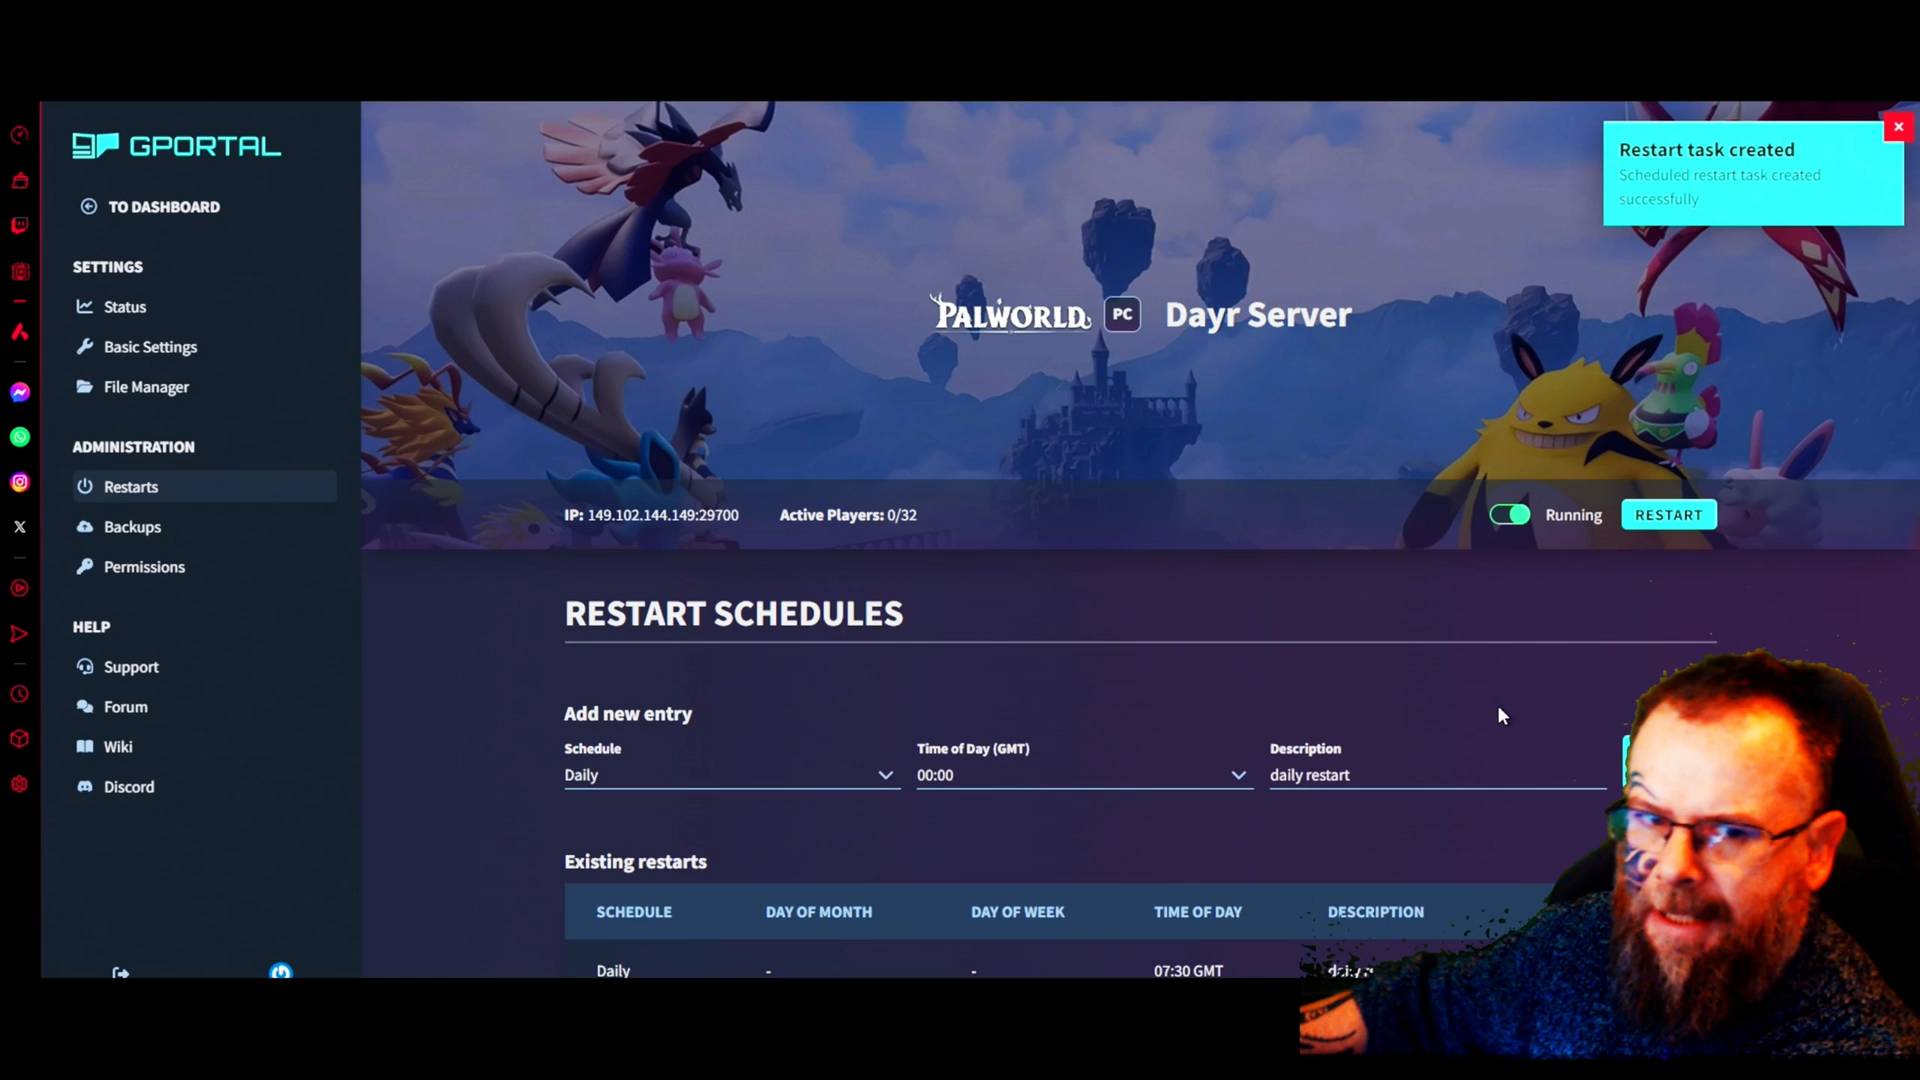 GPORTAL
TO DASHBOARD
SETTINGS
Status
Basic Settings
File Manager
ADMINISTRATION
Restarts
Backups
Permissions
HELP
Support
Forum
Wiki
Discord
Restart task created
Scheduled restart task created
successfully
PALWORLD PC Dayr Server
IP: 149.102.144.149:29700 Active Players: 0/32 Running RESTART
RESTART SCHEDULES
Add new entry
Schedule Time of Day (GMT) Description
Daily 00:00 daily restart
Existing restarts
SCHEDULE DAY OF MONTH DAY OF WEEK TIME OF DAY DESCRIPTION
Daily - - 07:30 GMT daily